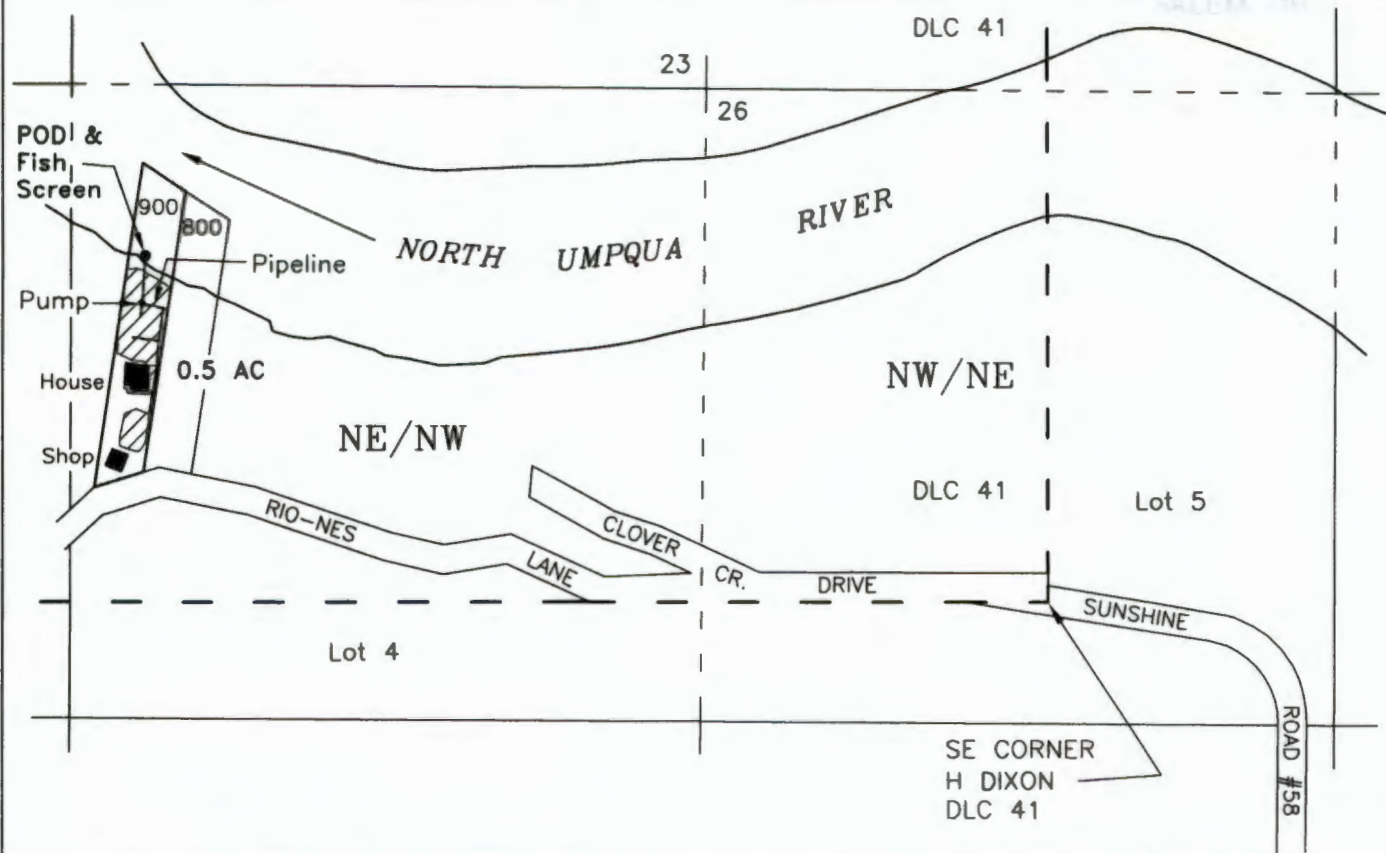 DLC 41
23
26
POD &
Fish
Screen
900
800
RIVER
NORTH UMPQUA
Pipeline
Pump
0.5 AC
House
NW/NE
NE/NW
Shop
DLC 41
Lot 5
RIO-NES
LANE
CLOVER
CR.
DRIVE
SUNSHINE
Lot 4
ROAD #58
SE CORNER
H DIXON
DLC 41